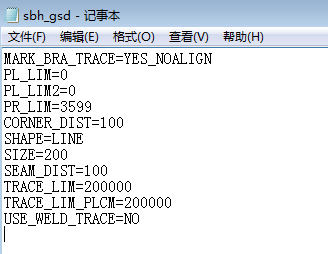 sbh_gsd - 记事本
文件(F) 编辑(E) 格式(O) 查看(V) 帮助(H)
MARK_BRA_TRACE=YES_NOALIGN
PL_LIM=0
PL_LIM2=0
PR_LIM=3599
CORNER_DIST=100
SHAPE=LINE
SIZE=200
SEAM_DIST=100
TRACE_LIM=200000
TRACE_LIM_PLCM=200000
USE_WELD_TRACE=NO